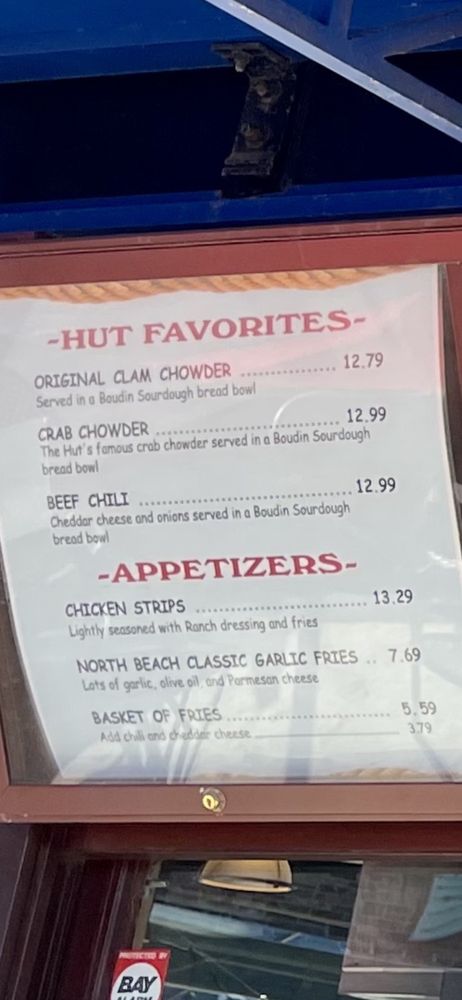 -HUT FAVORITES-
ORIGINAL CLAM CHOWDER ................ 12.79
Served in a Boudin Sourdough bread bowl
CRAB CHOWDER ............................... 12.99
The Hut's famous crab chowder served in a Boudin Sourdough
bread bowl
BEEF CHILI .................................... 12.99
Cheddar cheese and onions served in a Boudin Sourdough
bread bowl
-APPETIZERS-
CHICKEN STRIPS ............................. 13.29
Lightly seasoned with Ranch dressing and fries
NORTH BEACH CLASSIC GARLIC FRIES .. 7.69
Lots of garlic, olive oil, and Parmesan cheese
BASKET OF FRIES ............................ 5.59
Add chili and cheddar cheese ________________ 3.79
PROTECTED BY
BAY
ALARM